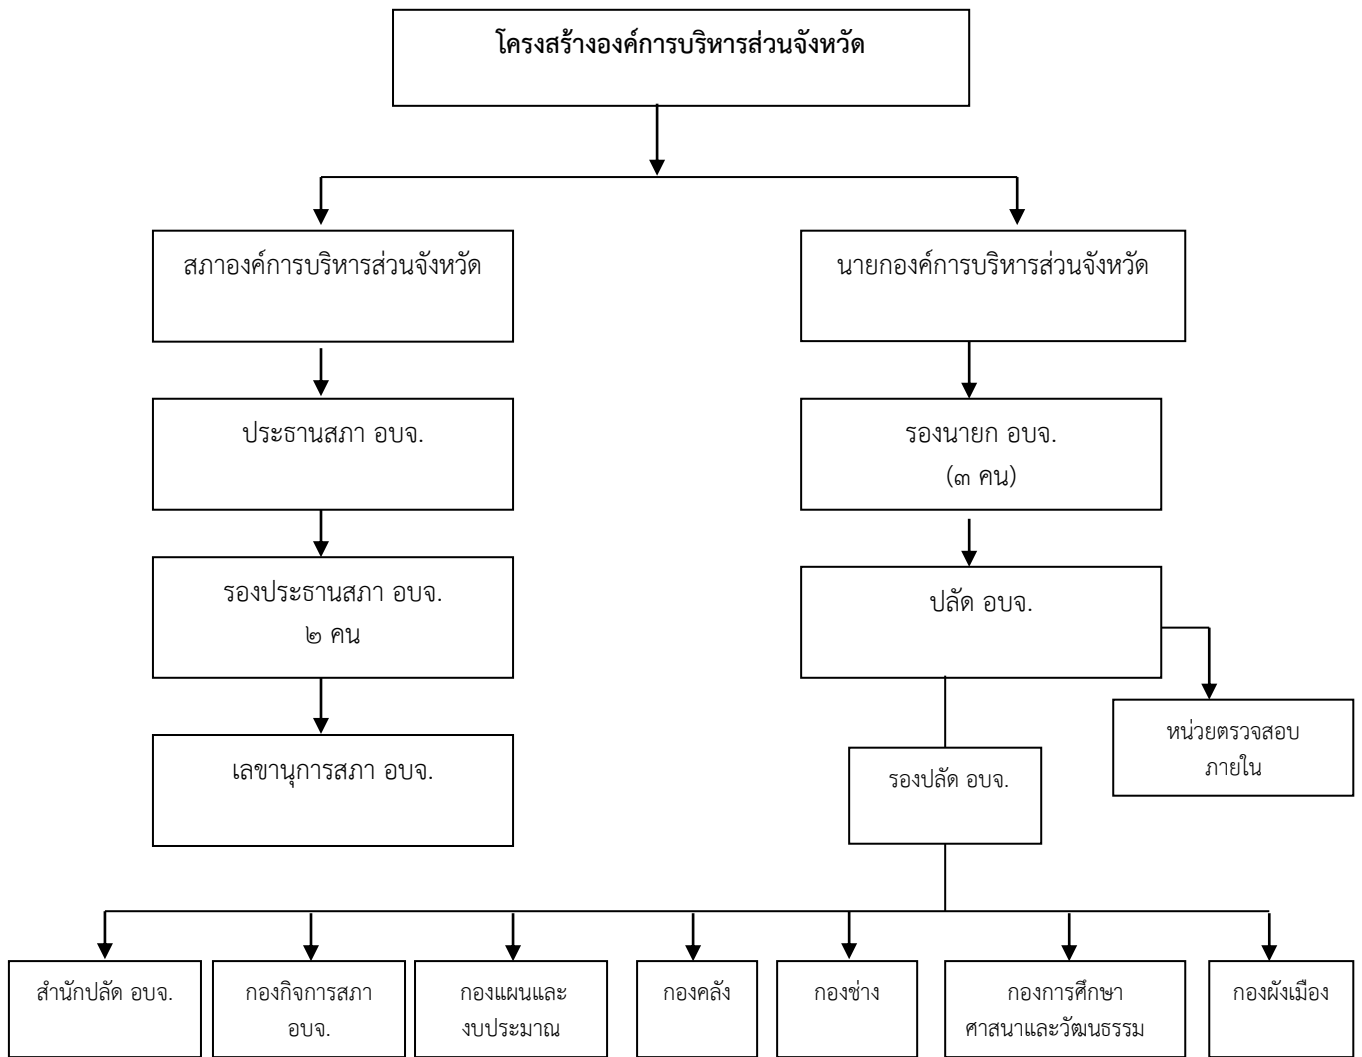 โครงสร้างองค์การบริหารส่วนจังหวัด
สภาองค์การบริหารส่วนจังหวัด
นายกองค์การบริหารส่วนจังหวัด
ประธานสภา อบจ.
รองนายก อบจ.
(๓ คน)
รองประธานสภา อบจ.
๒ คน
ปลัด อบจ.
หน่วยตรวจสอบ
ภายใน
เลขานุการสภา อบจ.
รองปลัด อบจ.
สำนักปลัด อบจ.
กองกิจการสภา
อบจ.
กองแผนและ
งบประมาณ
กองคลัง
กองช่าง
กองการศึกษา
ศาสนาและวัฒนธรรม
กองผังเมือง